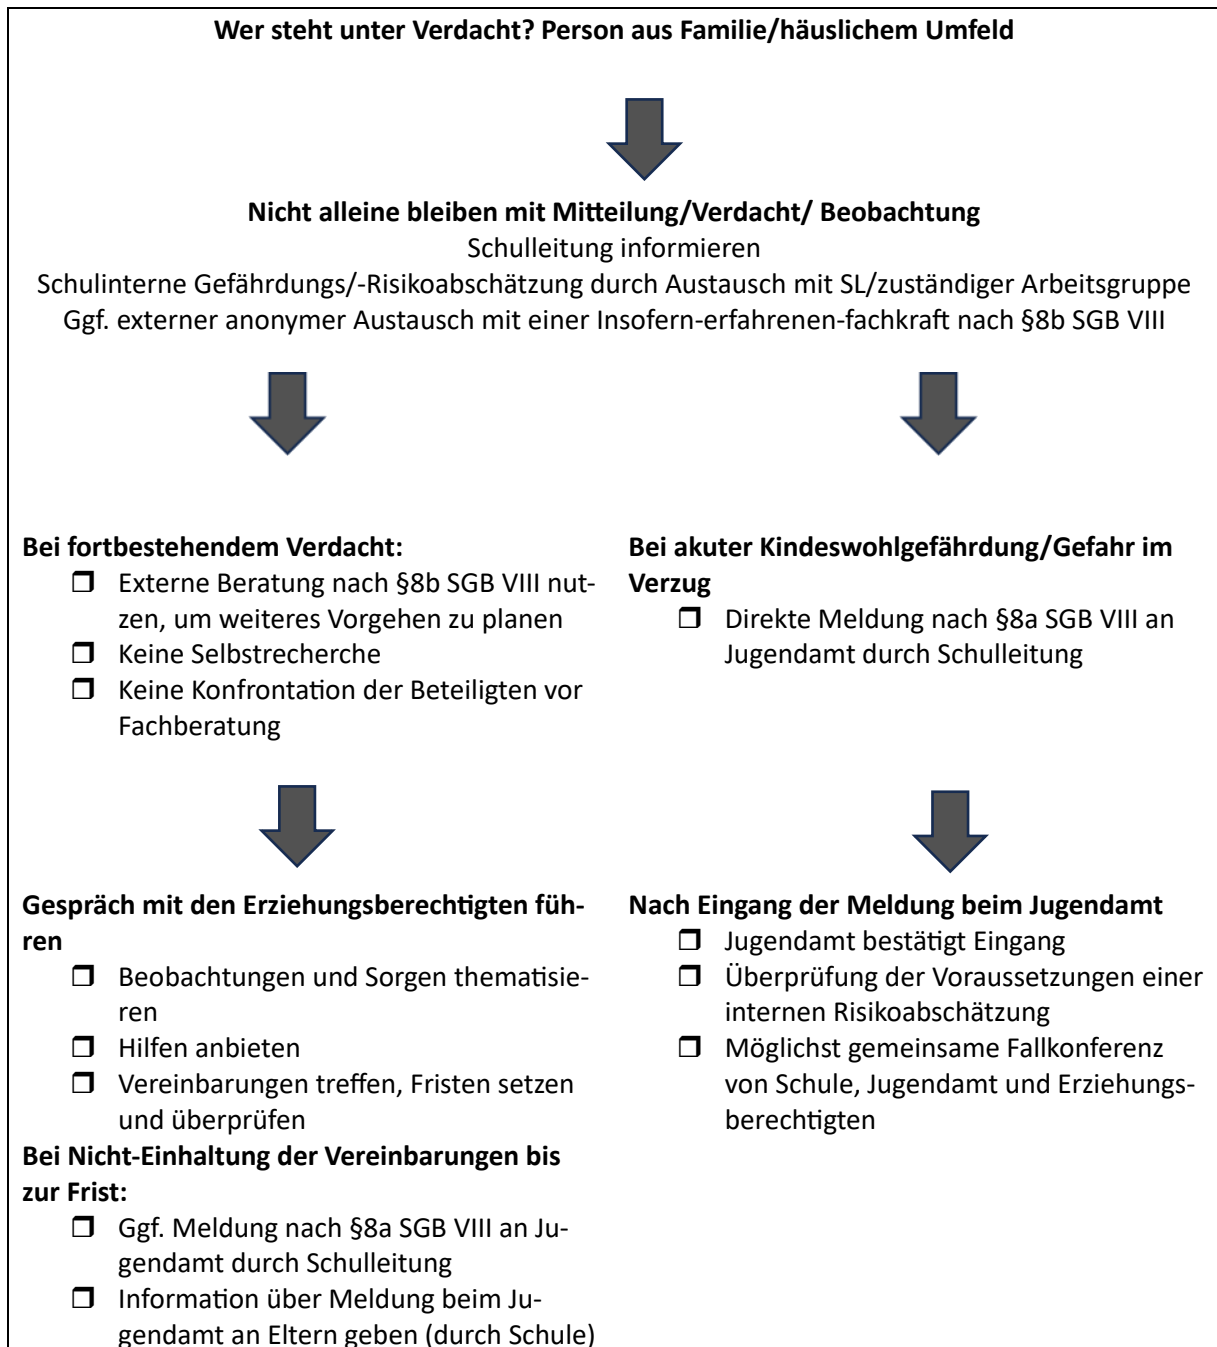 Wer steht unter Verdacht? Person aus Familie/häuslichem Umfeld
Nicht alleine bleiben mit Mitteilung/Verdacht/ Beobachtung
Schulleitung informieren
Schulinterne Gefährdungs/-Risikoabschätzung durch Austausch mit SL/zuständiger Arbeitsgruppe
Ggf. externer anonymer Austausch mit einer Insofern-erfahrenen-fachkraft nach §8b SGB VIII
Bei fortbestehendem Verdacht:
❒ Externe Beratung nach §8b SGB VIII nut-
zen, um weiteres Vorgehen zu planen
❒ Keine Selbstrecherche
❒ Keine Konfrontation der Beteiligten vor
Fachberatung
Gespräch mit den Erziehungsberechtigten füh-
ren
❒ Beobachtungen und Sorgen thematisie-
ren
❒ Hilfen anbieten
❒ Vereinbarungen treffen, Fristen setzen
und überprüfen
Bei Nicht-Einhaltung der Vereinbarungen bis
zur Frist:
❒ Ggf. Meldung nach §8a SGB VIII an Ju-
gendamt durch Schulleitung
❒ Information über Meldung beim Ju-
gendamt an Eltern geben (durch Schule)
Bei akuter Kindeswohlgefährdung/Gefahr im
Verzug
❒ Direkte Meldung nach §8a SGB VIII an
Jugendamt durch Schulleitung
Nach Eingang der Meldung beim Jugendamt
❒ Jugendamt bestätigt Eingang
❒ Überprüfung der Voraussetzungen einer
internen Risikoabschätzung
❒ Möglichst gemeinsame Fallkonferenz
von Schule, Jugendamt und Erziehungs-
berechtigten